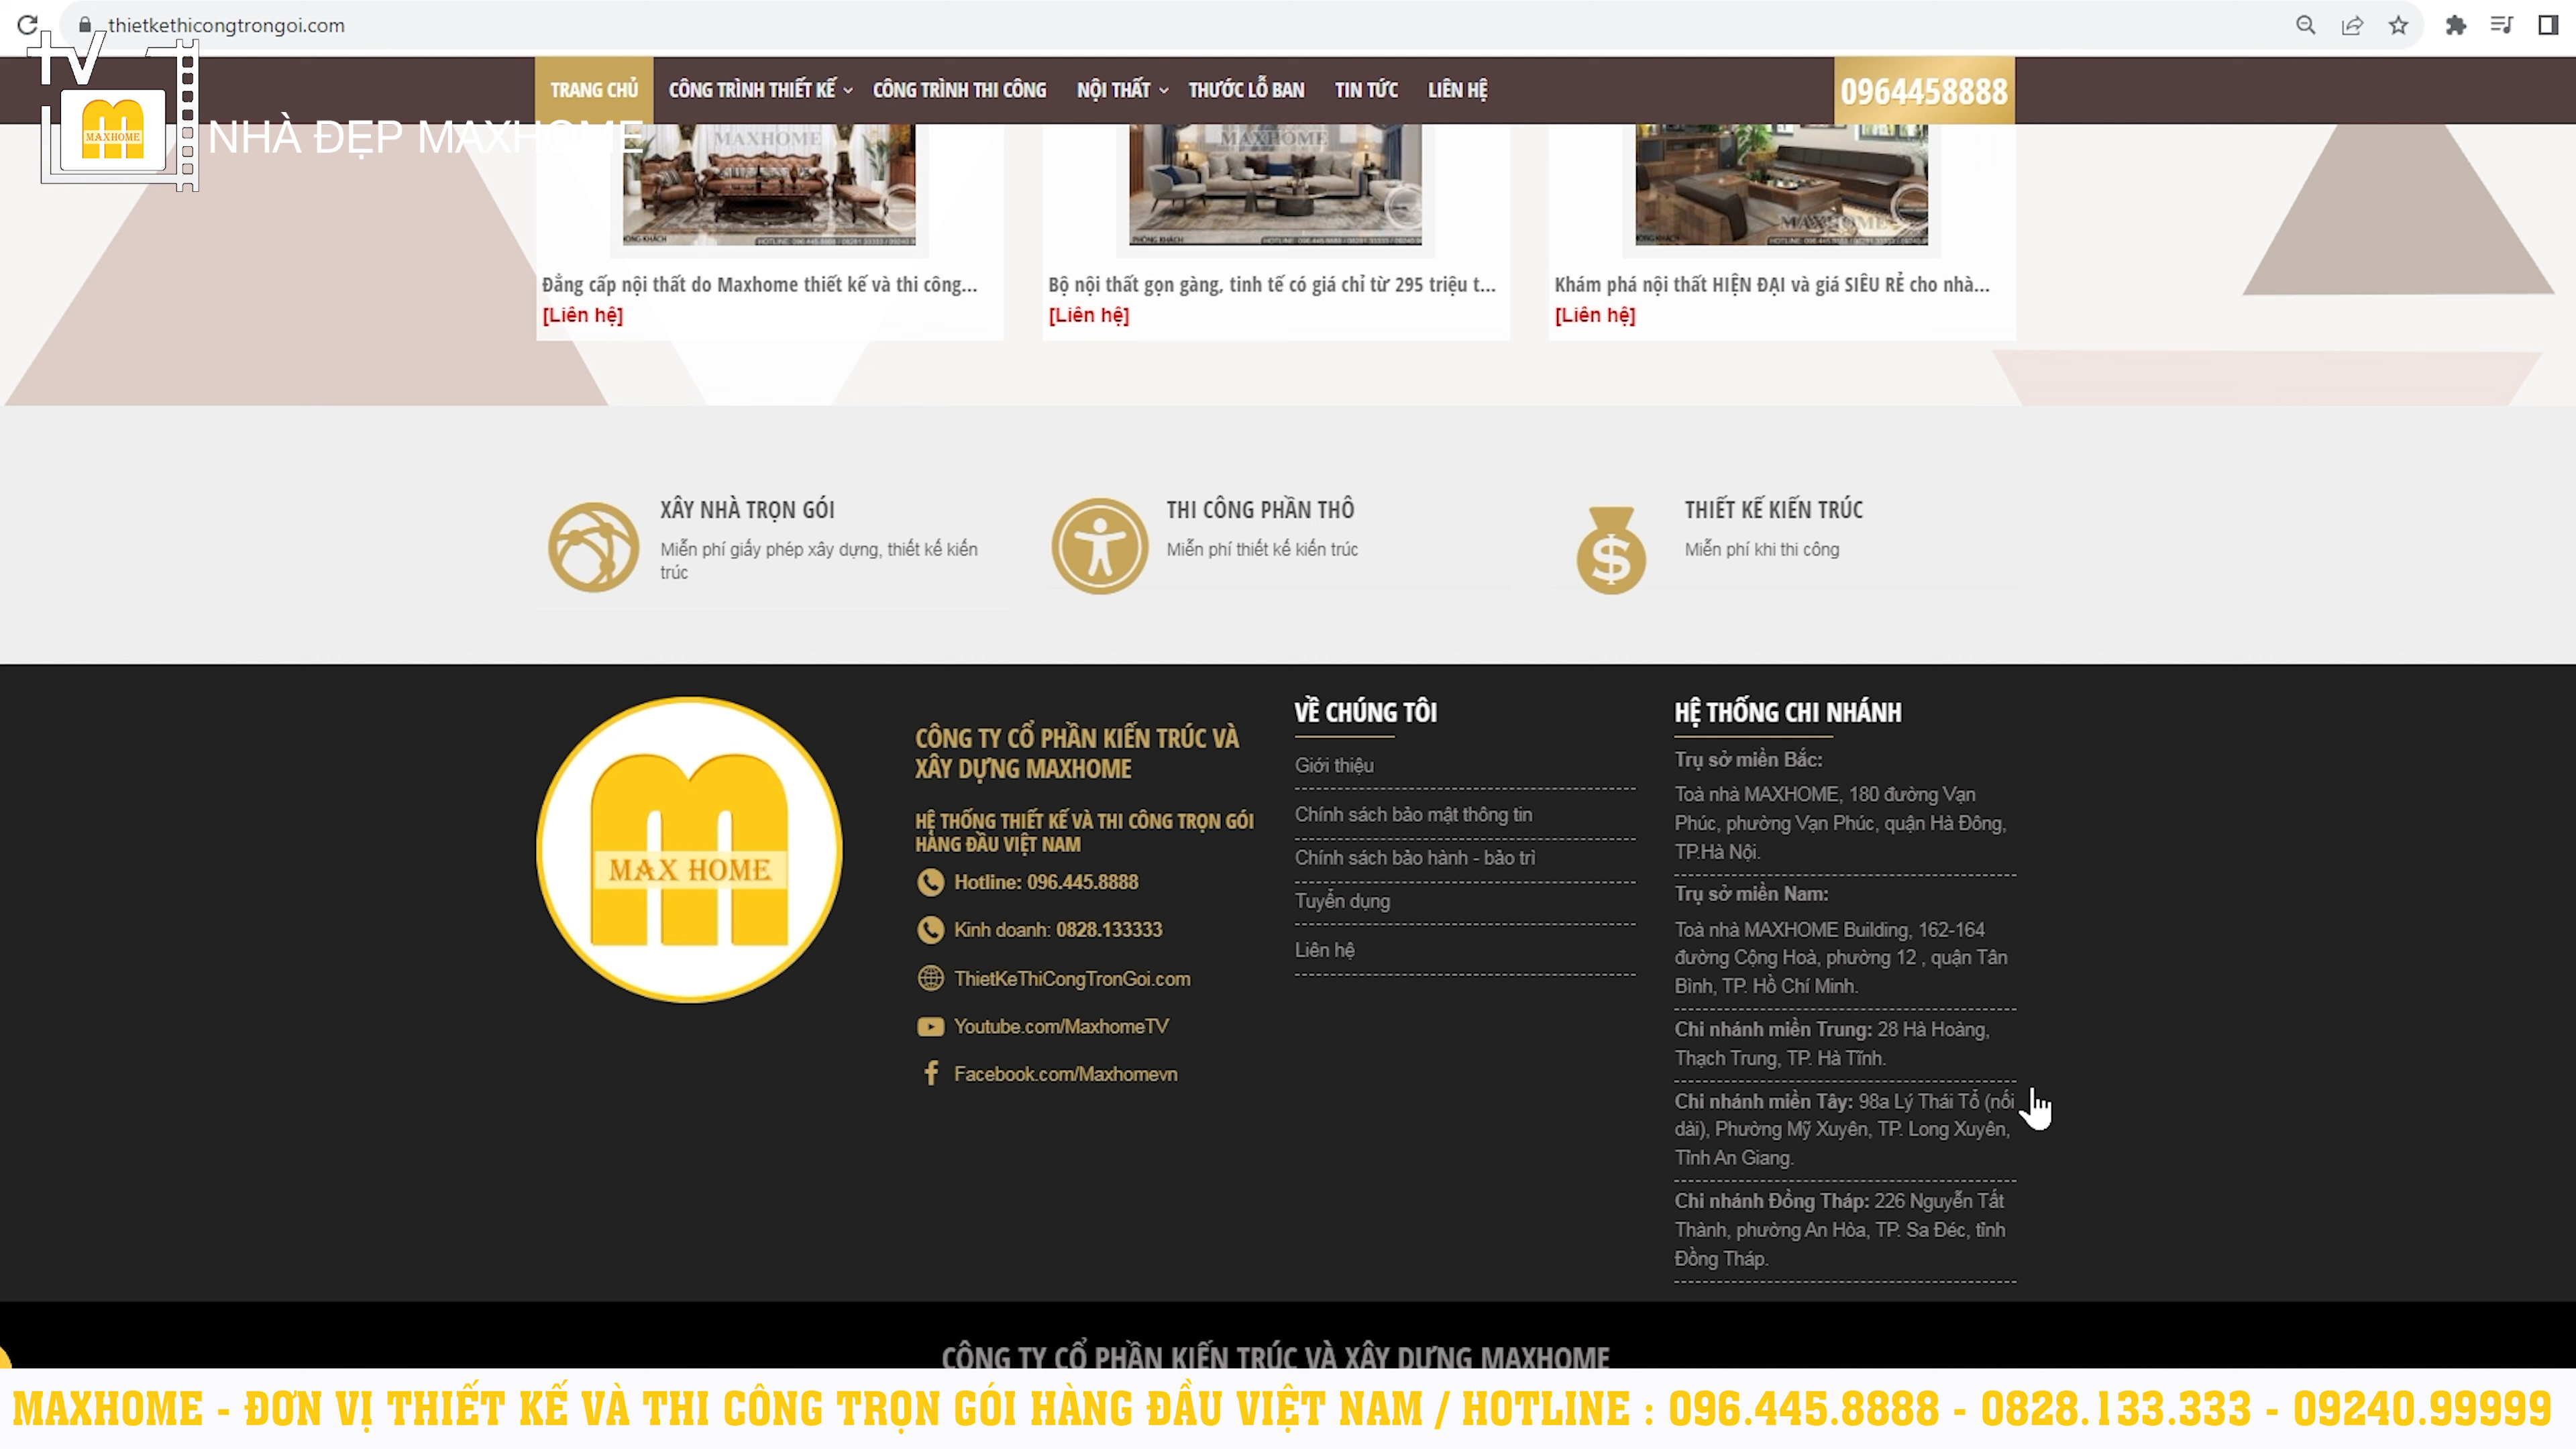 thietkethicongtrongoi.com
tV
MAXHOME
NHÀ ĐẸP MAXHOME
TRANG CHỦ
CÔNG TRÌNH THIẾT KẾ
CÔNG TRÌNH THI CÔNG
NỘI THẤT
THƯỚC LỖ BAN
TIN TỨC
LIÊN HỆ
0964458888
MAXHOME
MAXHOME
MAXHOME
PHÒNG KHÁCH
Đẳng cấp nội thất do Maxhome thiết kế và thi công...
[Liên hệ]
Bộ nội thất gọn gàng, tinh tế có giá chỉ từ 295 triệu t...
[Liên hệ]
Khám phá nội thất HIỆN ĐẠI và giá SIÊU RẺ cho nhà...
[Liên hệ]
XÂY NHÀ TRỌN GÓI
Miễn phí giấy phép xây dựng, thiết kế kiến
trúc
THI CÔNG PHẦN THÔ
Miễn phí thiết kế kiến trúc
THIẾT KẾ KIẾN TRÚC
Miễn phí khi thi công
MAX HOME
CÔNG TY CỔ PHẦN KIẾN TRÚC VÀ
XÂY DỰNG MAXHOME
HỆ THỐNG THIẾT KẾ VÀ THI CÔNG TRỌN GÓI
HÀNG ĐẦU VIỆT NAM
Hotline: 096.445.8888
Kinh doanh: 0828.133333
ThietKeThiCongTronGoi.com
Youtube.com/MaxhomeTV
Facebook.com/Maxhomevn
VỀ CHÚNG TÔI
Giới thiệu
Chính sách bảo mật thông tin
Chính sách bảo hành - bảo trì
Tuyển dụng
Liên hệ
HỆ THỐNG CHI NHÁNH
Trụ sở miền Bắc:
Toà nhà MAXHOME, 180 đường Vạn
Phúc, phường Vạn Phúc, quận Hà Đông,
TP.Hà Nội.
Trụ sở miền Nam:
Toà nhà MAXHOME Building, 162-164
đường Cộng Hoà, phường 12 , quận Tân
Bình, TP. Hồ Chí Minh.
Chi nhánh miền Trung: 28 Hà Hoàng,
Thạch Trung, TP. Hà Tĩnh.
Chi nhánh miền Tây: 98a Lý Thái Tổ (nối
dài), Phường Mỹ Xuyên, TP. Long Xuyên,
Tỉnh An Giang.
Chi nhánh Đồng Tháp: 226 Nguyễn Tất
Thành, phường An Hòa, TP. Sa Đéc, tỉnh
Đồng Tháp.
CÔNG TY CỔ PHẦN KIẾN TRÚC VÀ XÂY DỰNG MAXHOME
MAXHOME - ĐƠN VỊ THIẾT KẾ VÀ THI CÔNG TRỌN GÓI HÀNG ĐẦU VIỆT NAM / HOTLINE : 096.445.8888 - 0828.133.333 - 09240.99999